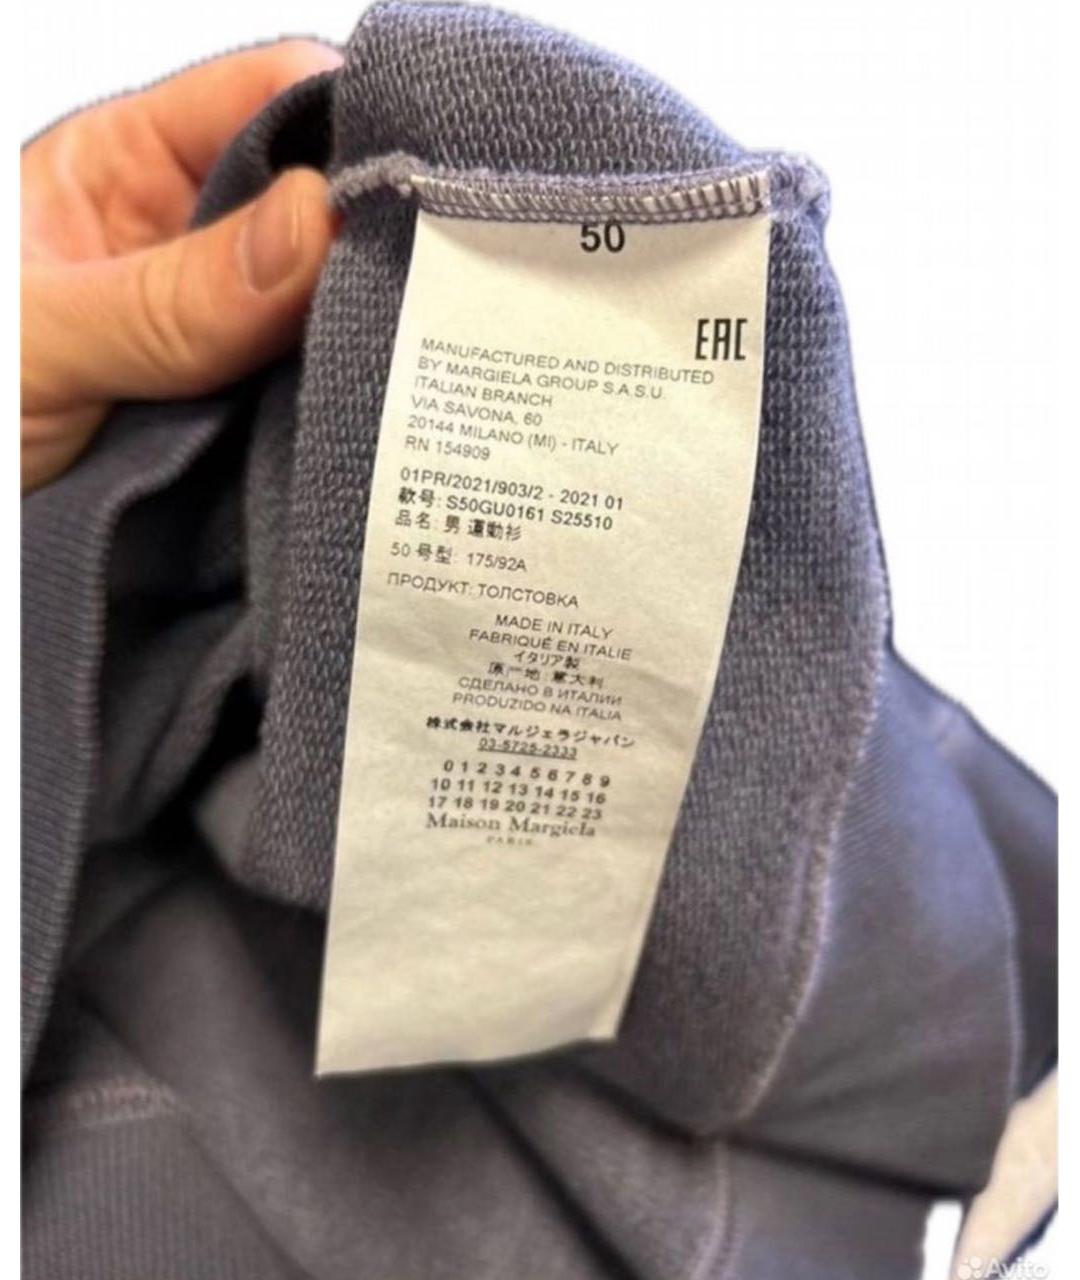 50
EAC
MANUFACTURED AND DISTRIBUTED
BY MARGIELA GROUP S.A.S.U.
ITALIAN BRANCH
VIA SAVONA, 60
20144 MILANO (MI) - ITALY
RN 154909
01PR/2021/903/2 - 2021 01
款号: S50GU0161 S25510
品名: 男 運動衫
50 号型: 175/92A
ПРОДУКТ: ТОЛСТОВКА
MADE IN ITALY
FABRIQUÉ EN ITALIE
イタリア製
原产地: 意大利
СДЕЛАНО В ИТАЛИИ
PRODUZIDO NA ITALIA
株式会社マルジェラジャパン
03-5725-2333
0 1 2 3 4 5 6 7 8 9
10 11 12 13 14 15 16
17 18 19 20 21 22 23
Maison Margiela
PARIS
Avito